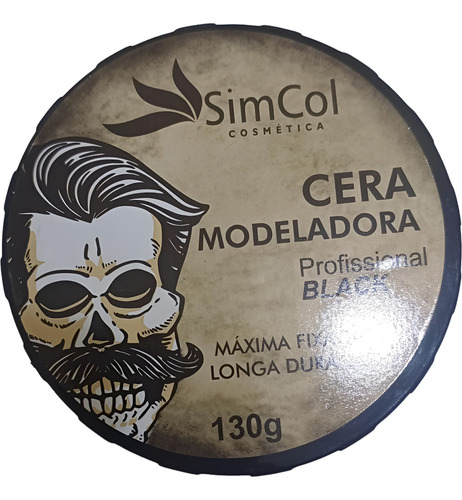 SimCol
COSMÉTICA
CERA
MODELADORA
Profissional
BLACK
MÁXIMA
LONGA
130g